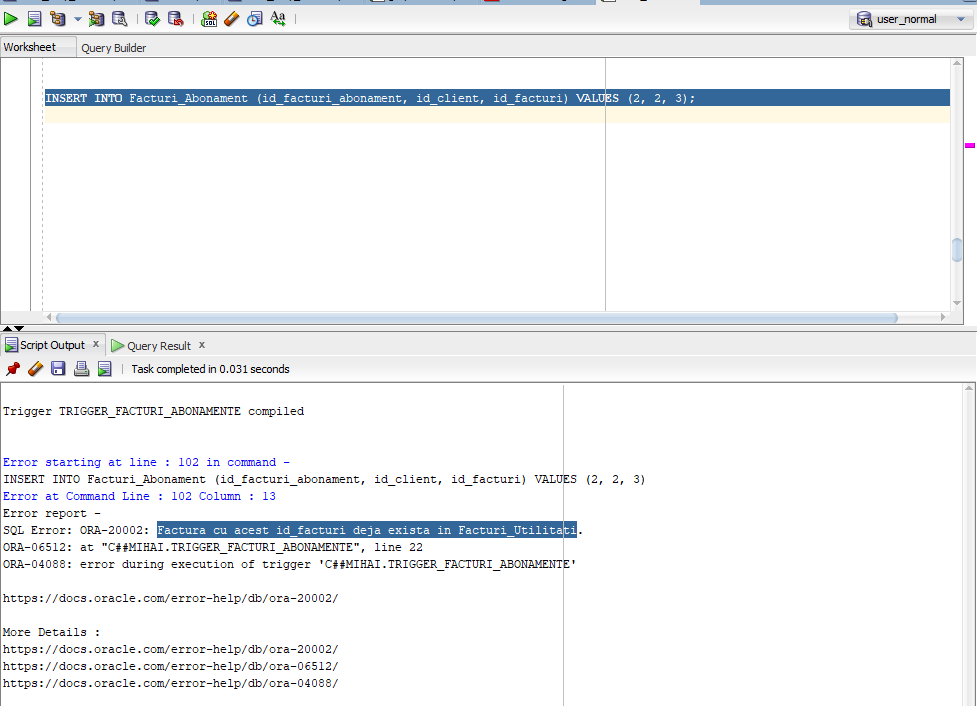 user_normal
Worksheet Query Builder
INSERT INTO Facturi_Abonament (id_facturi_abonament, id_client, id_facturi) VALUES (2, 2, 3);
Script Output x Query Result x
Task completed in 0.031 seconds
Trigger TRIGGER_FACTURI_ABONAMENTE compiled
Error starting at line : 102 in command -
INSERT INTO Facturi_Abonament (id_facturi_abonament, id_client, id_facturi) VALUES (2, 2, 3)
Error at Command Line : 102 Column : 13
Error report -
SQL Error: ORA-20002: Factura cu acest id_facturi deja exista in Facturi_Utilitati.
ORA-06512: at "C##MIHAI.TRIGGER_FACTURI_ABONAMENTE", line 22
ORA-04088: error during execution of trigger 'C##MIHAI.TRIGGER_FACTURI_ABONAMENTE'
https://docs.oracle.com/error-help/db/ora-20002/
More Details :
https://docs.oracle.com/error-help/db/ora-20002/
https://docs.oracle.com/error-help/db/ora-06512/
https://docs.oracle.com/error-help/db/ora-04088/